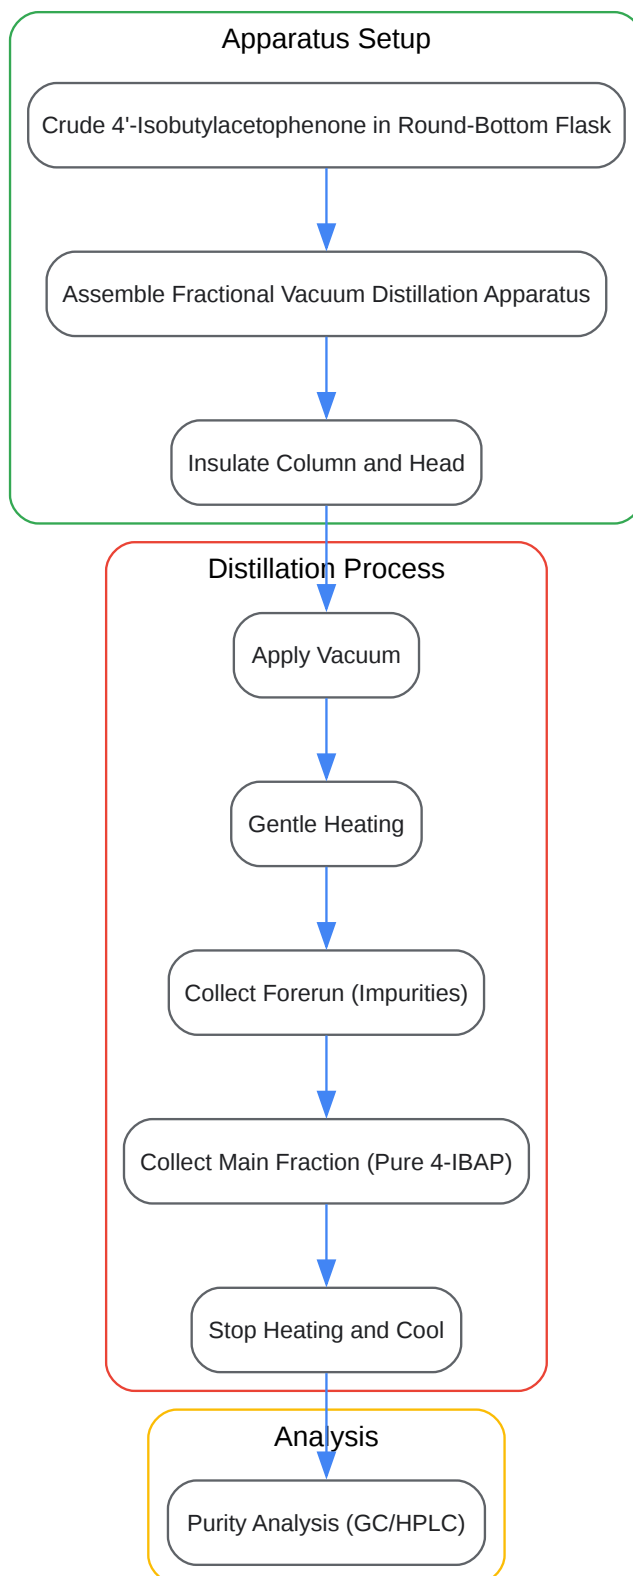 Apparatus Setup
Crude 4'-Isobutylacetophenone in Round-Bottom Flask
Assemble Fractional Vacuum Distillation Apparatus
Insulate Column and Head
Distillation Process
Apply Vacuum
Gentle Heating
Collect Forerun (Impurities)
Collect Main Fraction (Pure 4-IBAP)
Stop Heating and Cool
Analysis
Purity Analysis (GC/HPLC)